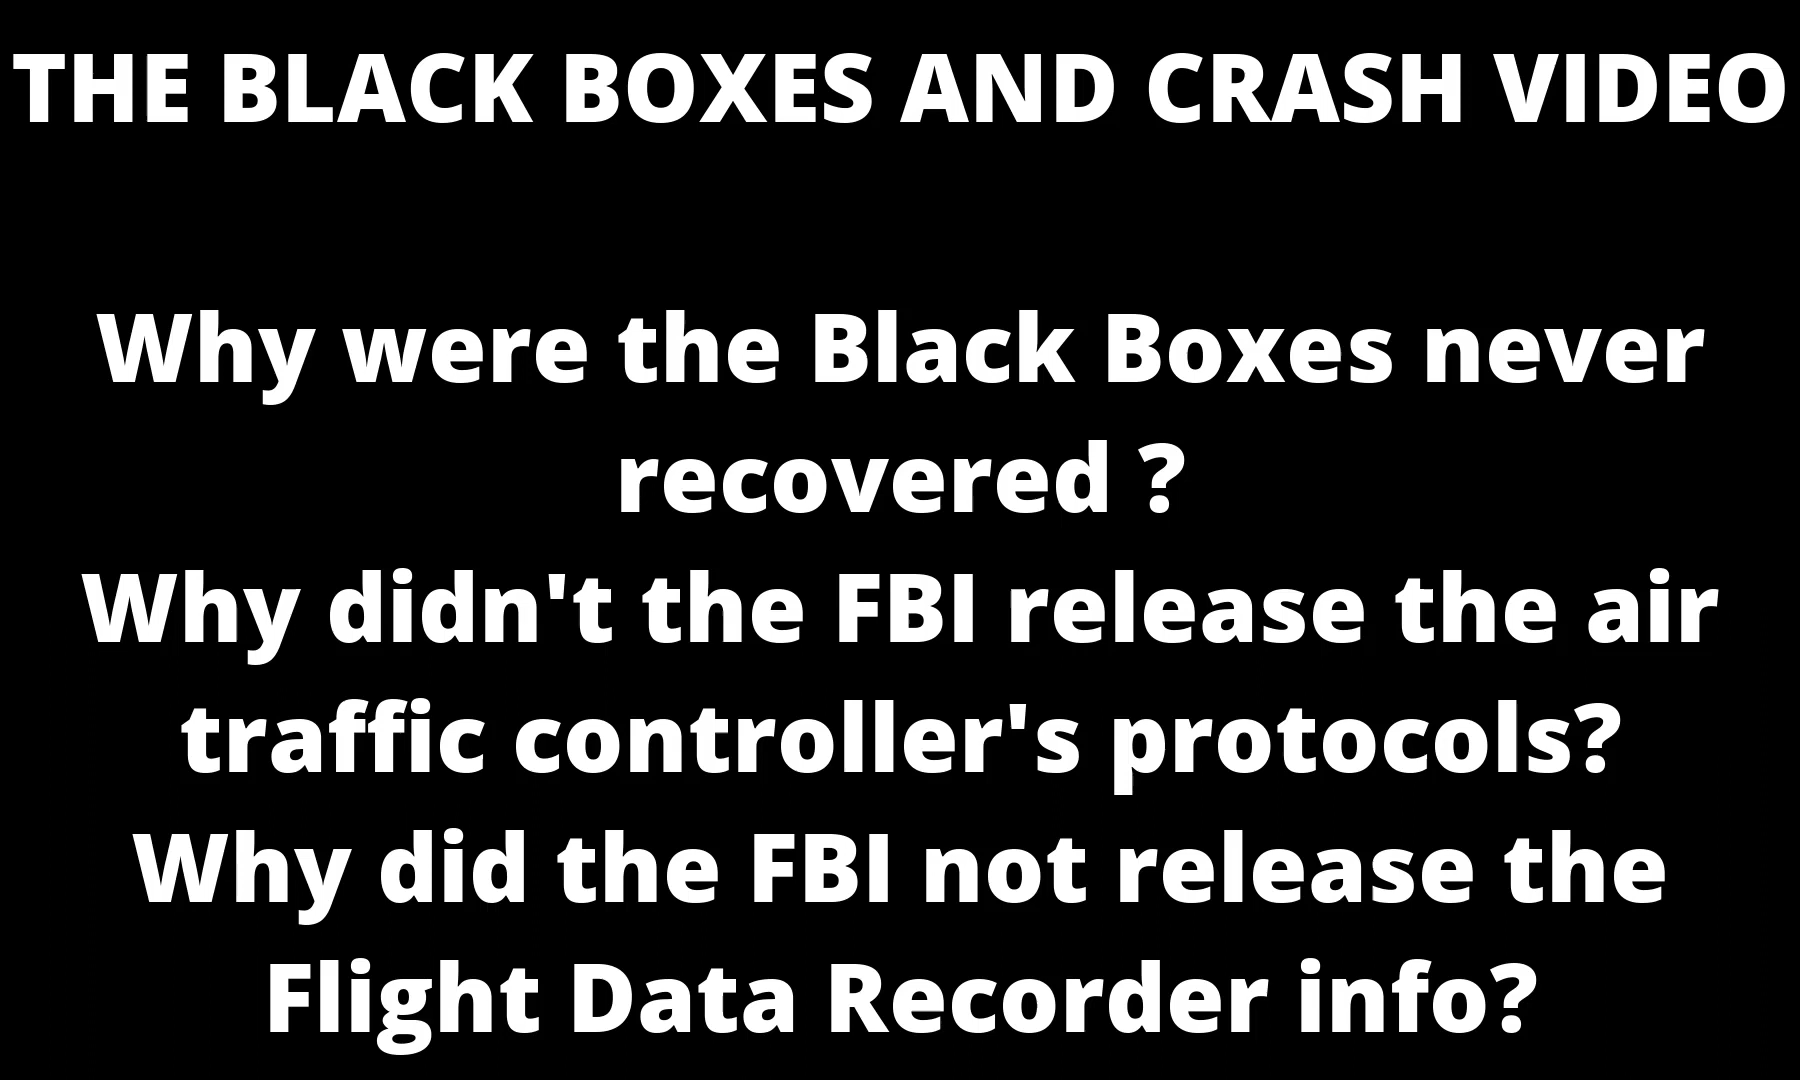 THE BLACK BOXES AND CRASH VIDEO
Why were the Black Boxes never
recovered ?
Why didn't the FBI release the air
traffic controller's protocols?
Why did the FBI not release the
Flight Data Recorder info?